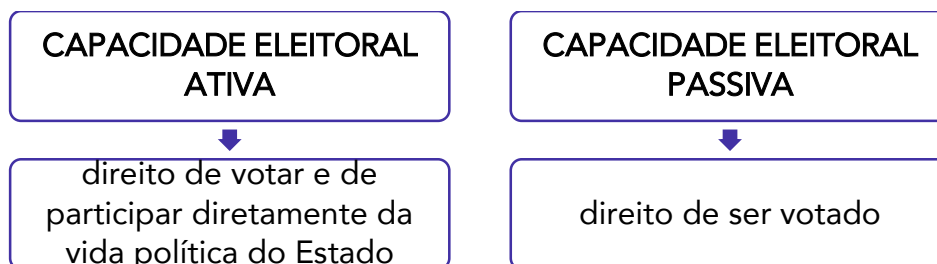 CAPACIDADE ELEITORAL
ATIVA
direito de votar e de
participar diretamente da
vida política do Estado
CAPACIDADE ELEITORAL
PASSIVA
direito de ser votado